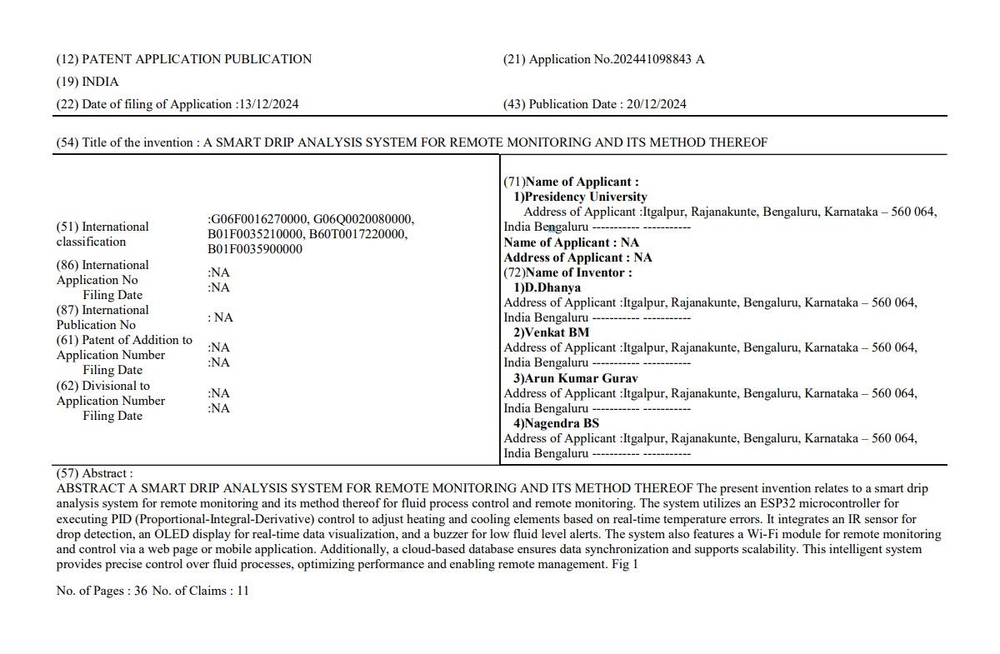 (12) PATENT APPLICATION PUBLICATION
(21) Application No.202441098843 A
(19) INDIA
(22) Date of filing of Application :13/12/2024
(43) Publication Date : 20/12/2024
(54) Title of the invention : A SMART DRIP ANALYSIS SYSTEM FOR REMOTE MONITORING AND ITS METHOD THEREOF
(51) International
classification
:G06F0016270000, G06Q0020080000,
B01F0035210000, B60T0017220000,
B01F0035900000
(86) International
Application No
Filing Date
:NA
:NA
(87) International
Publication No
: NA
(61) Patent of Addition to
Application Number
Filing Date
:NA
:NA
(62) Divisional to
Application Number
Filing Date
:NA
:NA
(71)Name of Applicant :
1)Presidency University
Address of Applicant :Itgalpur, Rajanakunte, Bengaluru, Karnataka – 560 064,
India Bengaluru ----------- -----------
Name of Applicant : NA
Address of Applicant : NA
(72)Name of Inventor :
1)D.Dhanya
Address of Applicant :Itgalpur, Rajanakunte, Bengaluru, Karnataka – 560 064,
India Bengaluru ----------- -----------
2)Venkat BM
Address of Applicant :Itgalpur, Rajanakunte, Bengaluru, Karnataka – 560 064,
India Bengaluru ----------- -----------
3)Arun Kumar Gurav
Address of Applicant :Itgalpur, Rajanakunte, Bengaluru, Karnataka – 560 064,
India Bengaluru ----------- -----------
4)Nagendra BS
Address of Applicant :Itgalpur, Rajanakunte, Bengaluru, Karnataka – 560 064,
India Bengaluru ----------- -----------
(57) Abstract :
ABSTRACT A SMART DRIP ANALYSIS SYSTEM FOR REMOTE MONITORING AND ITS METHOD THEREOF The present invention relates to a smart drip
analysis system for remote monitoring and its method thereof for fluid process control and remote monitoring. The system utilizes an ESP32 microcontroller for
executing PID (Proportional-Integral-Derivative) control to adjust heating and cooling elements based on real-time temperature errors. It integrates an IR sensor for
drop detection, an OLED display for real-time data visualization, and a buzzer for low fluid level alerts. The system also features a Wi-Fi module for remote monitoring
and control via a web page or mobile application. Additionally, a cloud-based database ensures data synchronization and supports scalability. This intelligent system
provides precise control over fluid processes, optimizing performance and enabling remote management. Fig 1
No. of Pages : 36 No. of Claims : 11